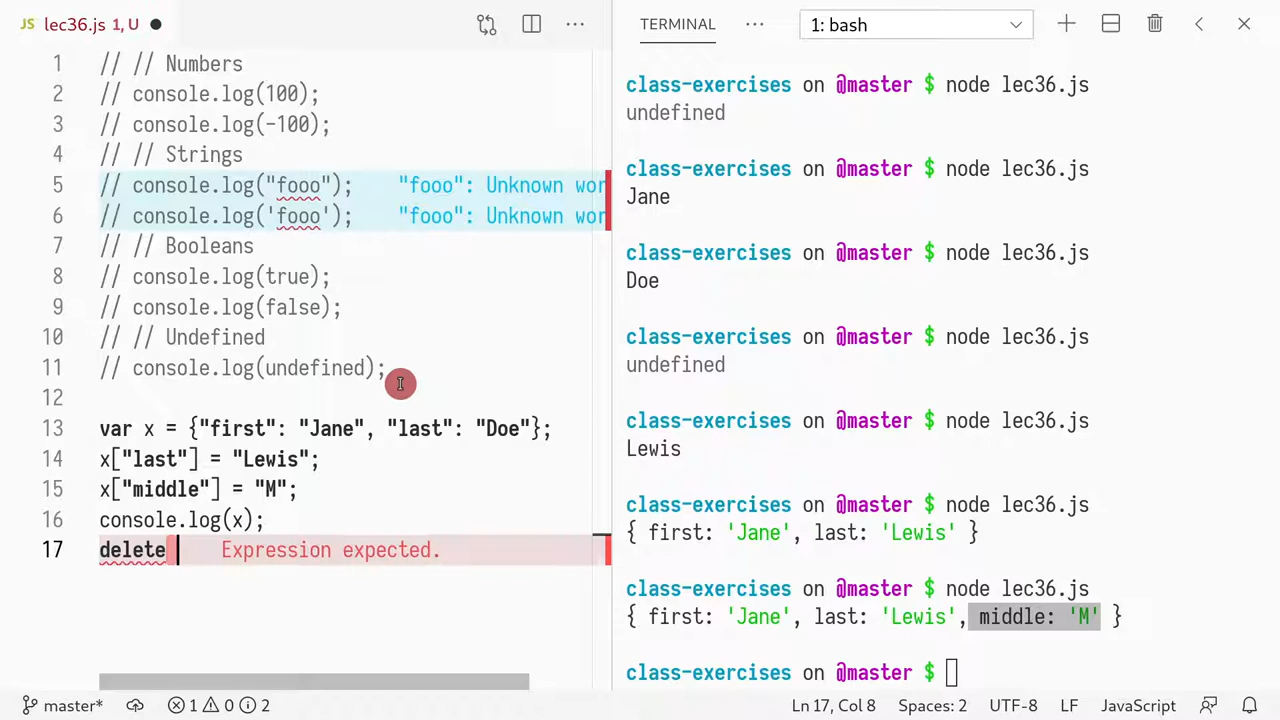 JS lec36.js 1, U
1 // // Numbers
2 // console.log(100);
3 // console.log(-100);
4 // // Strings
5 // console.log("fooo"); "fooo": Unknown wor
6 // console.log('fooo'); "fooo": Unknown wor
7 // // Booleans
8 // console.log(true);
9 // console.log(false);
10 // // Undefined
11 // console.log(undefined);
12
13 var x = {"first": "Jane", "last": "Doe"};
14 x["last"] = "Lewis";
15 x["middle"] = "M";
16 console.log(x);
17 delete Expression expected.
TERMINAL ··· 1: bash
class-exercises on @master $ node lec36.js
undefined
class-exercises on @master $ node lec36.js
Jane
class-exercises on @master $ node lec36.js
Doe
class-exercises on @master $ node lec36.js
undefined
class-exercises on @master $ node lec36.js
Lewis
class-exercises on @master $ node lec36.js
{ first: 'Jane', last: 'Lewis' }
class-exercises on @master $ node lec36.js
{ first: 'Jane', last: 'Lewis', middle: 'M' }
class-exercises on @master $
master* 1 0 2 Ln 17, Col 8 Spaces: 2 UTF-8 LF JavaScript